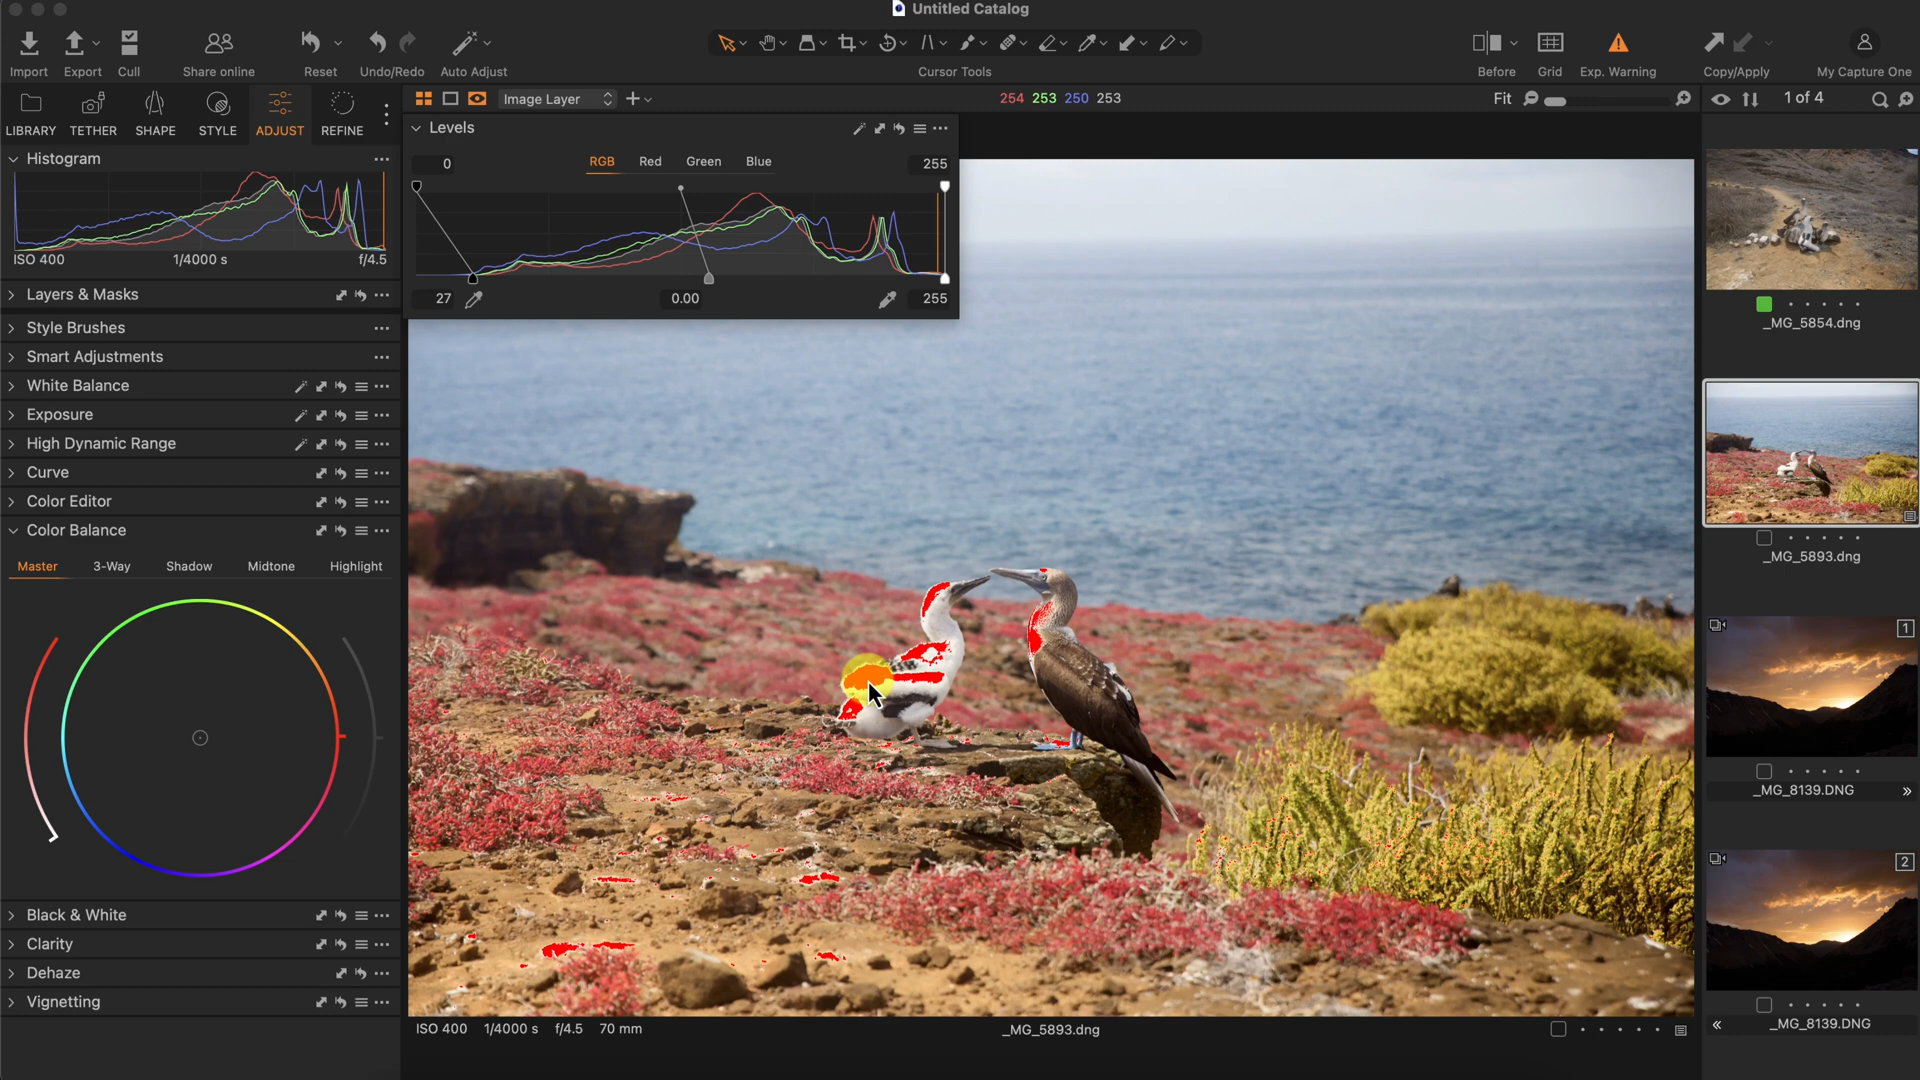 Untitled Catalog
Import Export Cull Share online Reset Undo/Redo Auto Adjust Cursor Tools Before Grid Exp. Warning Copy/Apply My Capture One
LIBRARY TETHER SHAPE STYLE ADJUST REFINE
Image Layer
254 253 250 253
Fit
1 of 4
Histogram
ISO 400 1/4000 s f/4.5
Layers & Masks
Style Brushes
Smart Adjustments
White Balance
Exposure
High Dynamic Range
Curve
Color Editor
Color Balance
Master 3-Way Shadow Midtone Highlight
Black & White
Clarity
Dehaze
Vignetting
Levels
0 RGB Red Green Blue 255
27 0.00 255
ISO 400 1/4000 s f/4.5 70 mm
_MG_5893.dng
_MG_5854.dng
_MG_5893.dng
1
_MG_8139.DNG
2
_MG_8139.DNG